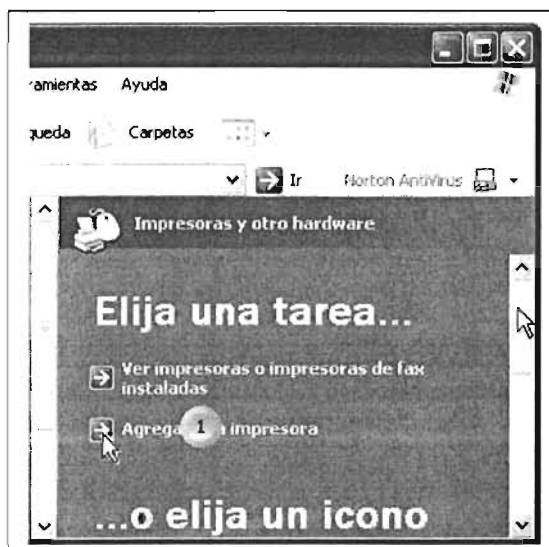 ramientas Ayuda
queda Carpetas
Ir Norton AntiVirus
Impresoras y otro hardware
Elija una tarea...
Ver impresoras o impresoras de fax
instaladas
Agrega 1 impresora
...o elija un icono